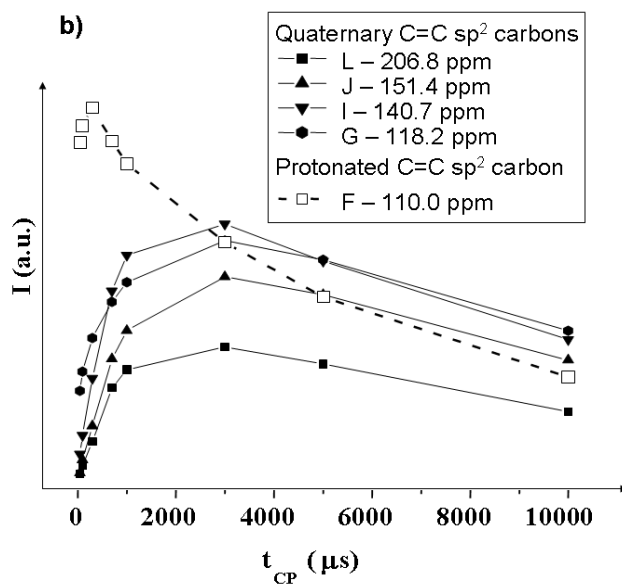 b)
Quaternary C=C sp² carbons
L – 206.8 ppm
J – 151.4 ppm
I – 140.7 ppm
G – 118.2 ppm
Protonated C=C sp² carbon
F – 110.0 ppm
I (a.u.)
0 2000 4000 6000 8000 10000
t_CP (μs)